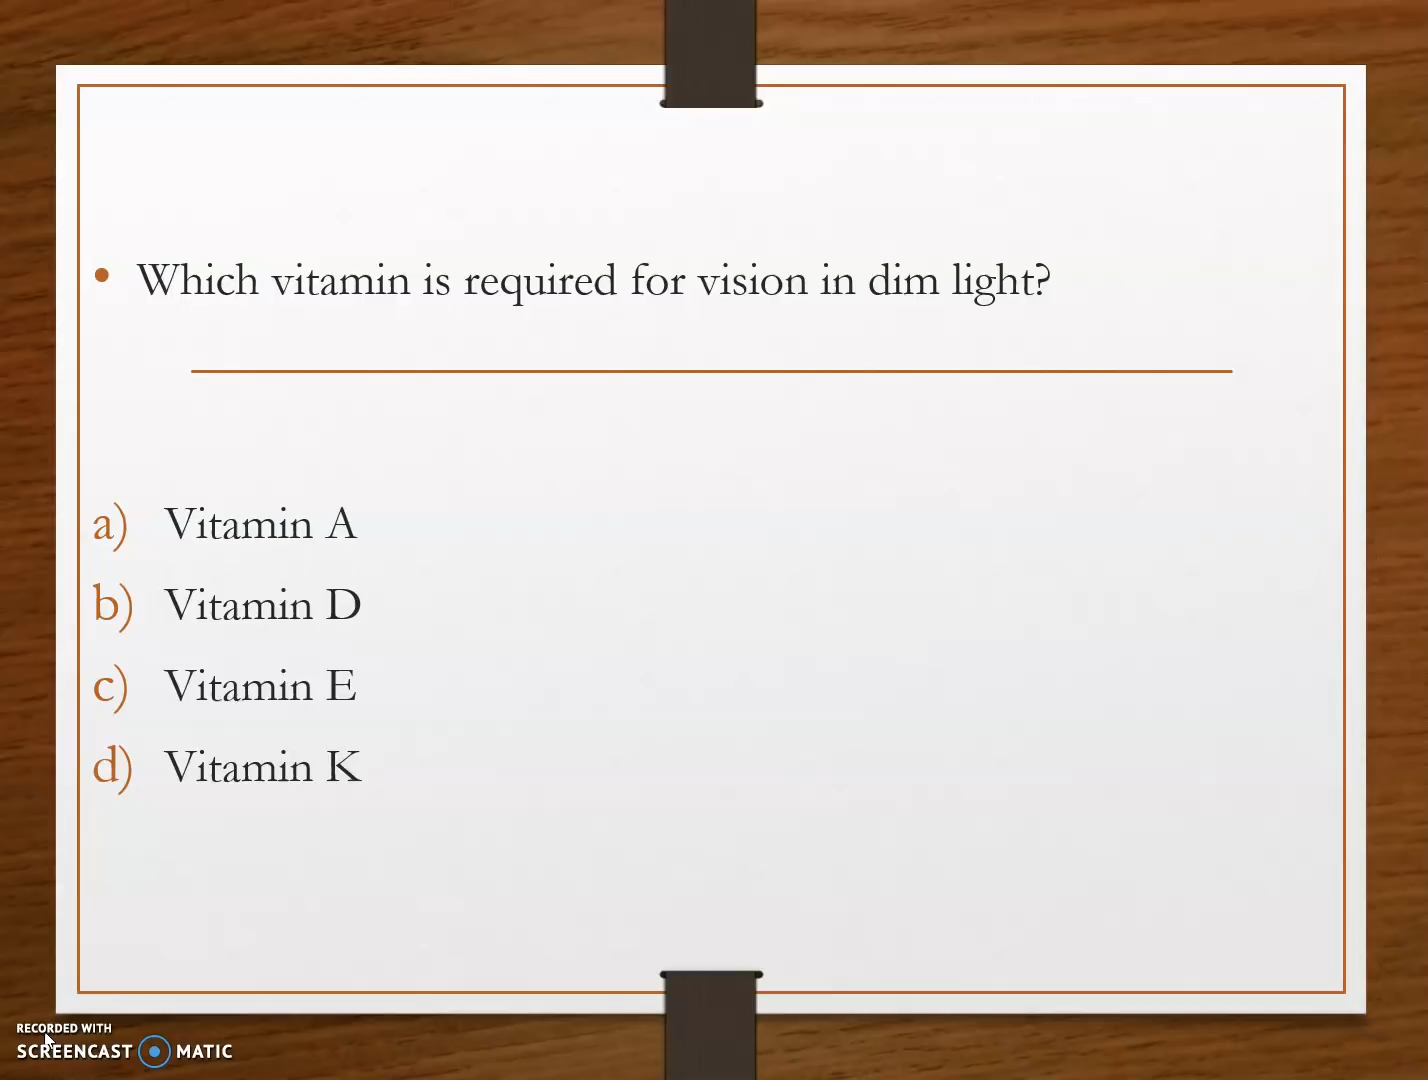 • Which vitamin is required for vision in dim light?
a) Vitamin A
b) Vitamin D
c) Vitamin E
d) Vitamin K
RECORDED WITH
SCREENCAST MATIC